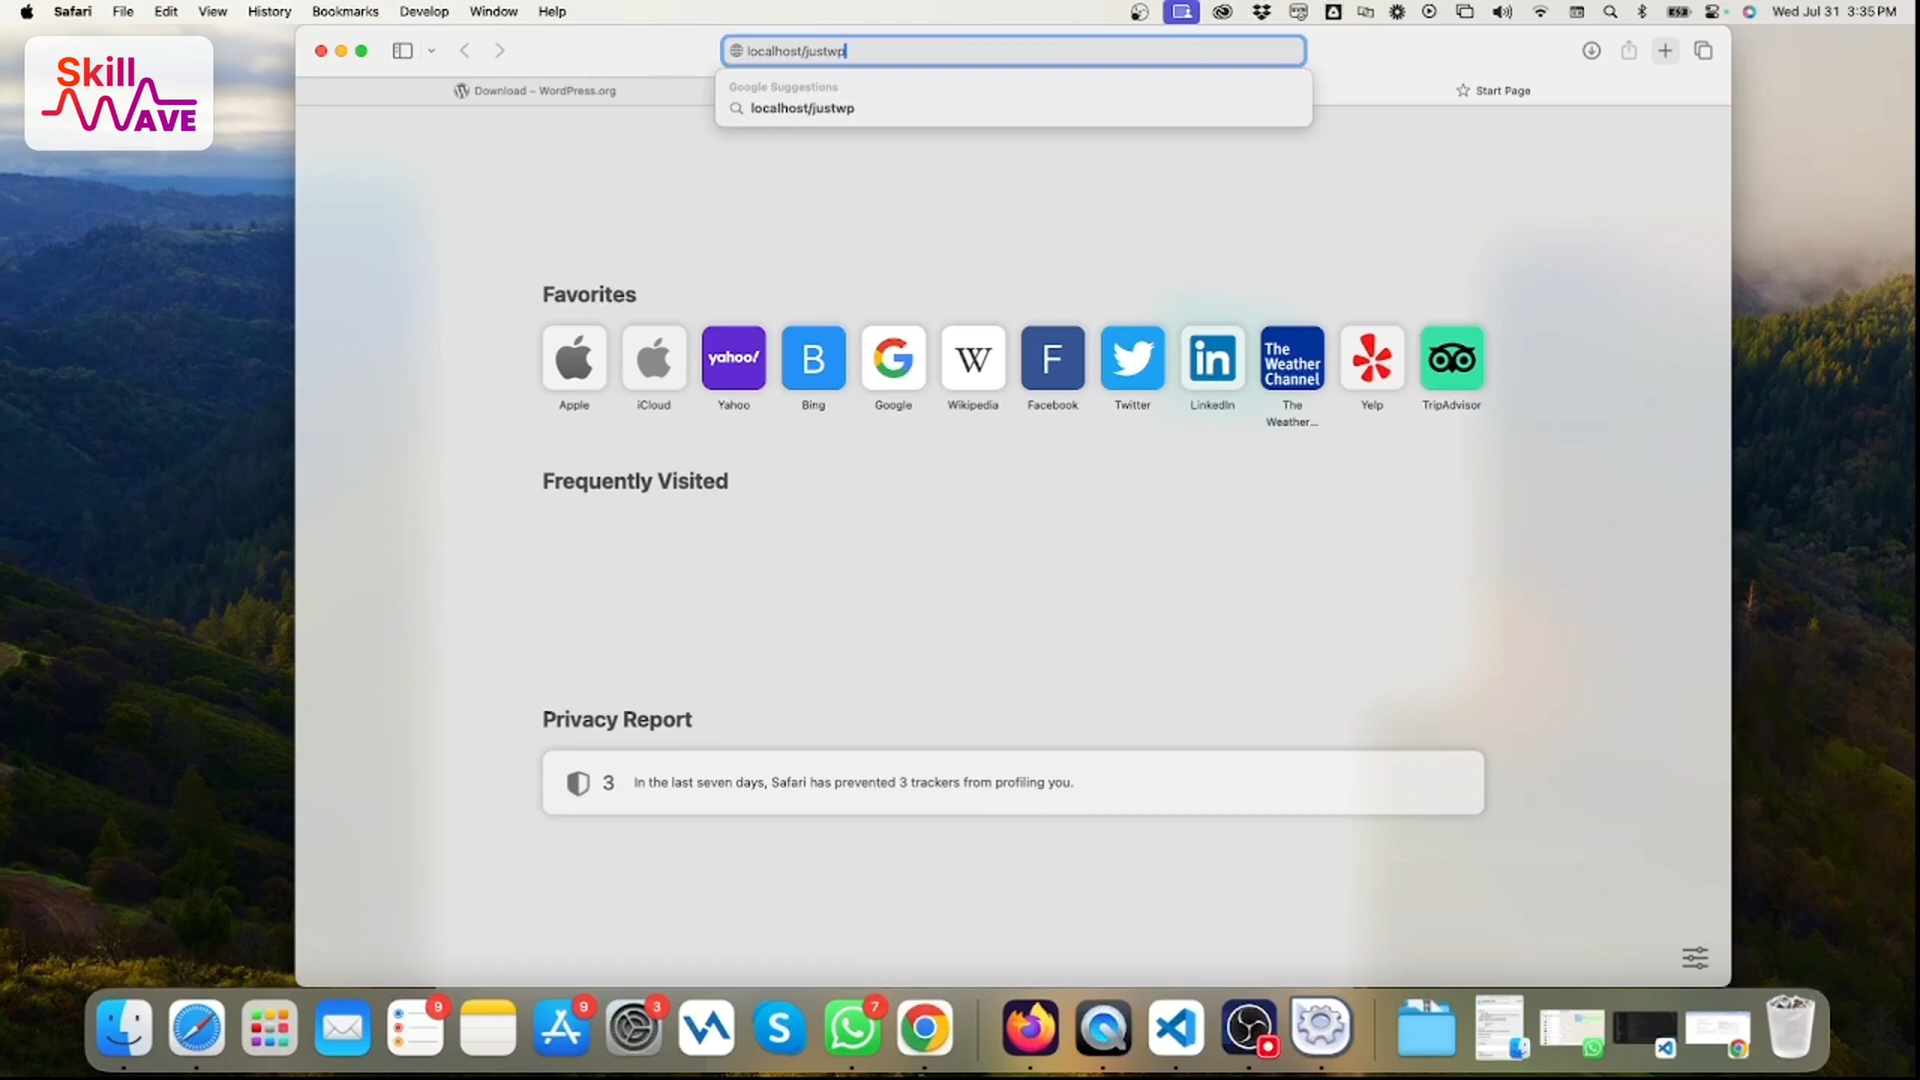 Safari File Edit View History Bookmarks Develop Window Help
Wed Jul 31 3:35 PM
Skill
WAVE
localhost/justwp
Download – WordPress.org
Google Suggestions
localhost/justwp
Start Page
Favorites
yahoo!
B
W
F
in
The
Weather
Channel
Apple
iCloud
Yahoo
Bing
Google
Wikipedia
Facebook
Twitter
LinkedIn
The
Weather...
Yelp
TripAdvisor
Frequently Visited
Privacy Report
3 In the last seven days, Safari has prevented 3 trackers from profiling you.
9
9
3
S
7